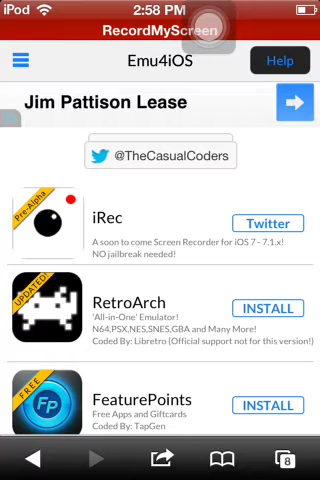 iPod 2:58 PM
RecordMyScreen
Emu4iOS Help
Jim Pattison Lease
@TheCasualCoders
Pre-Alpha
iRec
Twitter
A soon to come Screen Recorder for iOS 7 - 7.1.x!
NO jailbreak needed!
UPDATED!
RetroArch
INSTALL
'All-in-One' Emulator!
N64,PSX,NES,SNES,GBA and Many More!
Coded By: Libretro (Official support not for this version!)
FREE
Fp
FeaturePoints
INSTALL
Free Apps and Giftcards
Coded By: TapGen
8